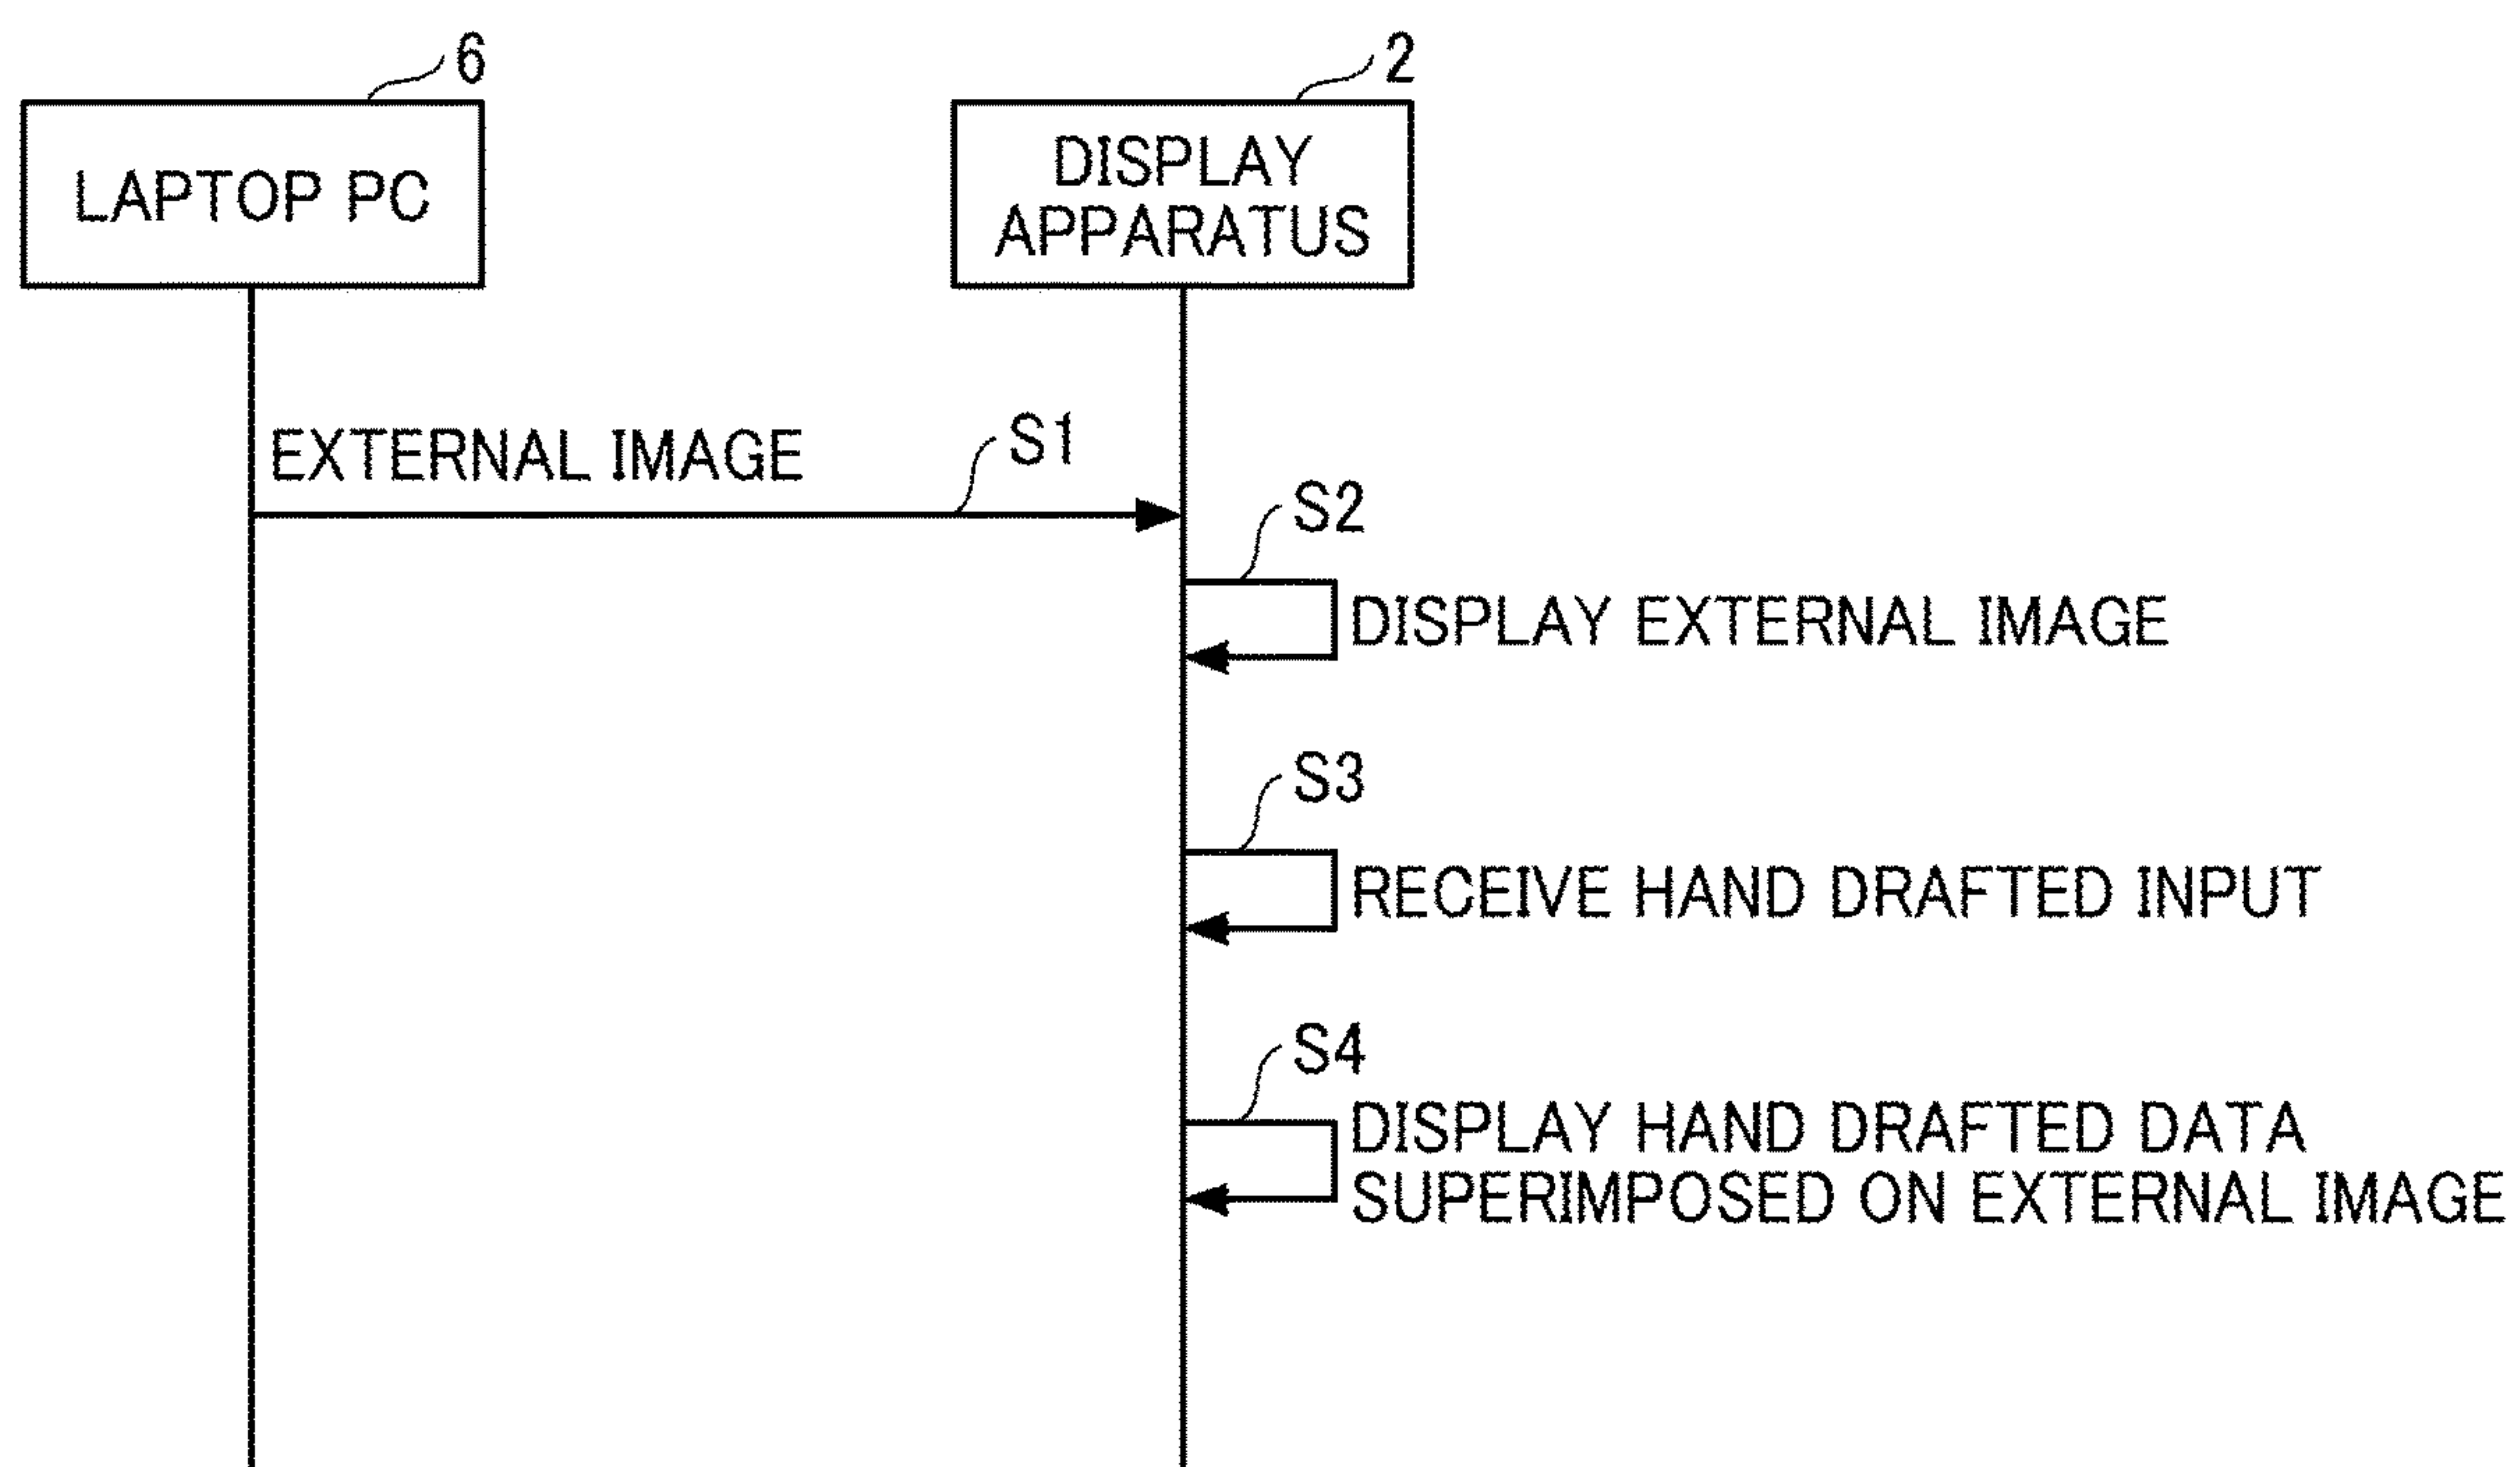 6
2
LAPTOP PC
DISPLAY
APPARATUS
EXTERNAL IMAGE
S1
S2
DISPLAY EXTERNAL IMAGE
S3
RECEIVE HAND DRAFTED INPUT
S4
DISPLAY HAND DRAFTED DATA
SUPERIMPOSED ON EXTERNAL IMAGE